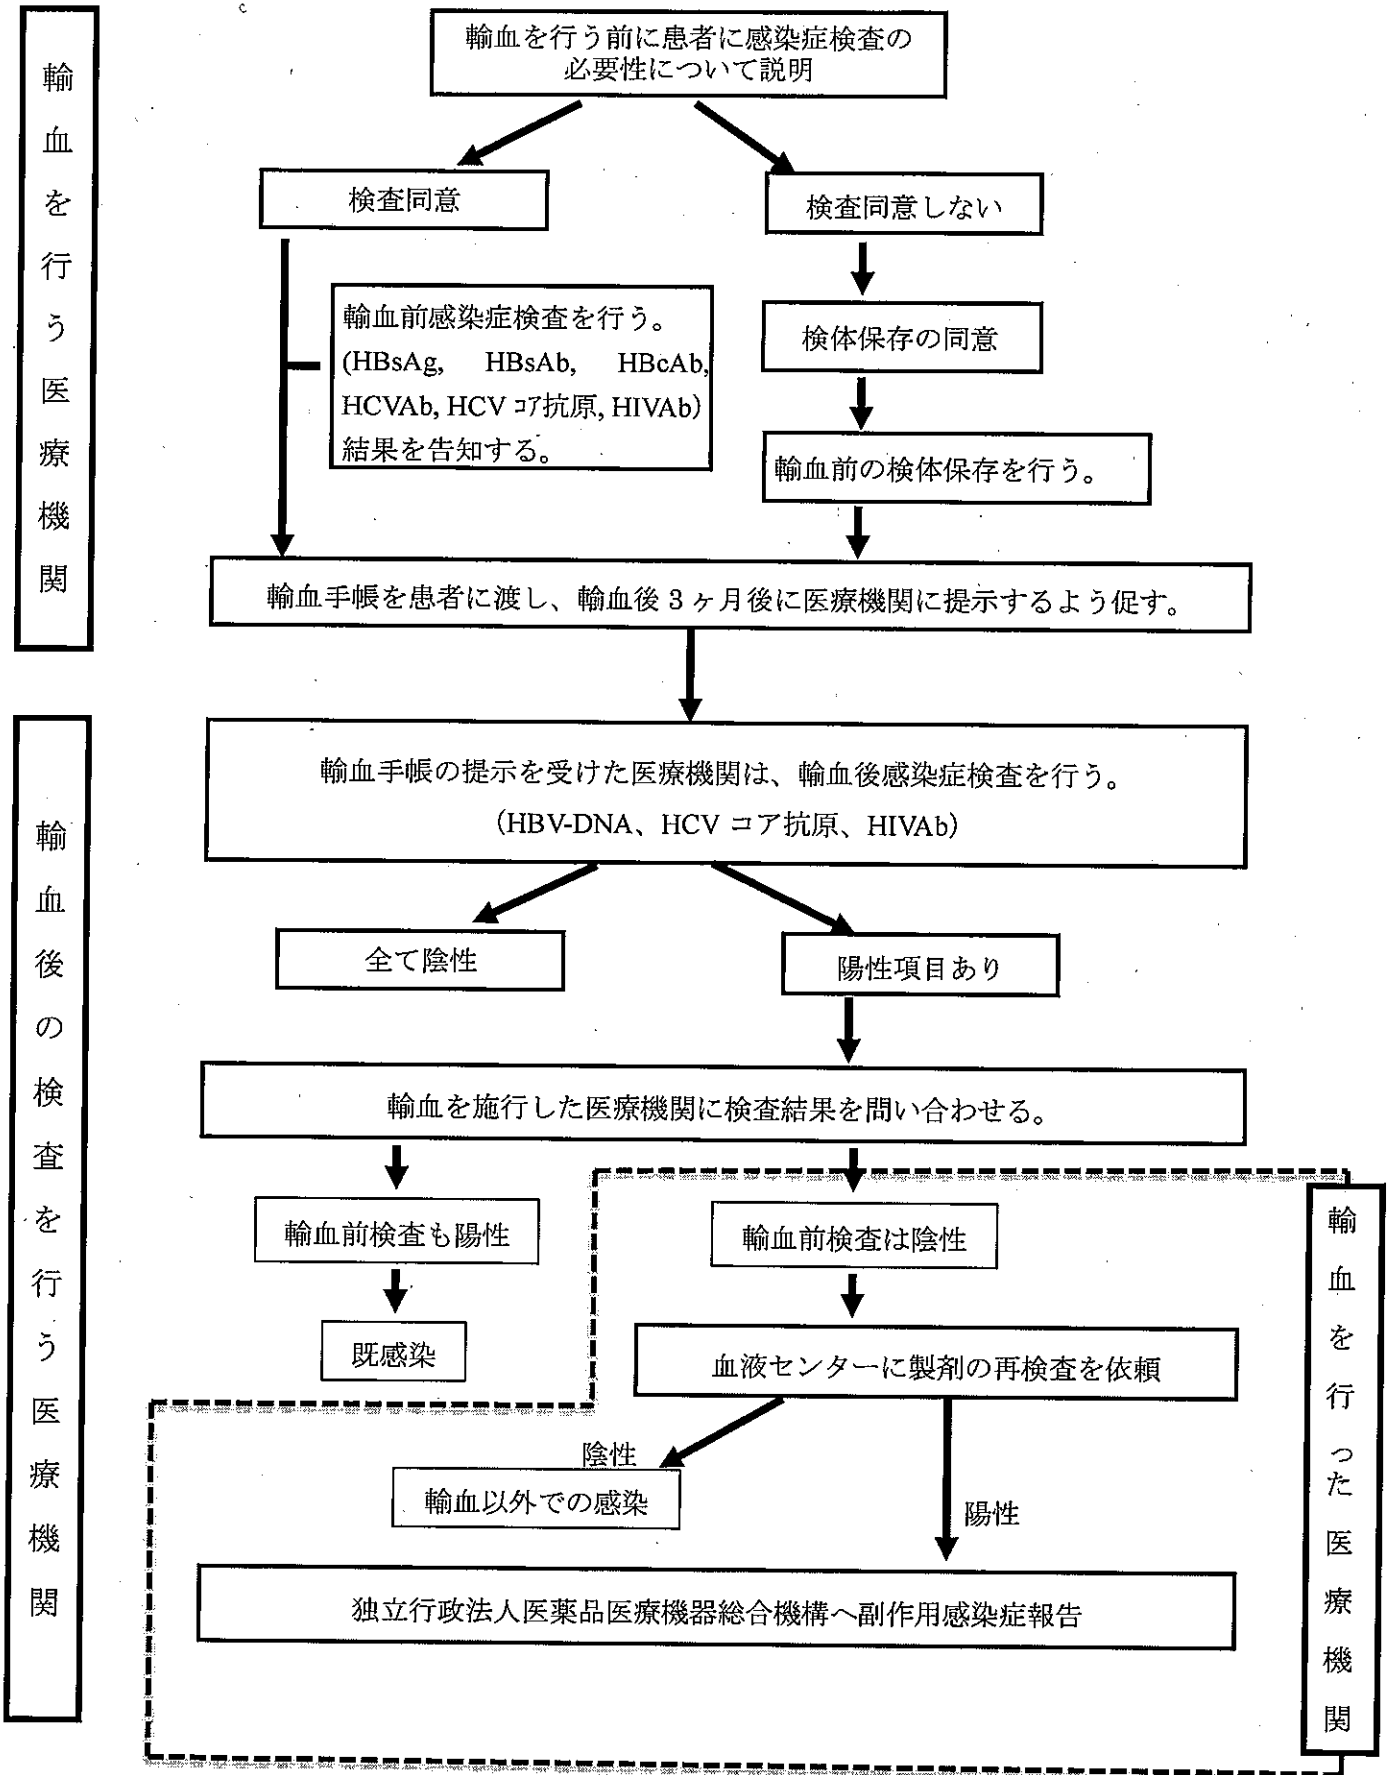 輸血を行う医療機関
輸血を行う前に患者に感染症検査の
必要性について説明
検査同意
検査同意しない
輸血前感染症検査を行う。
(HBsAg, HBsAb, HBcAb,
HCVAb, HCV コア抗原, HIVAb)
結果を告知する。
検体保存の同意
輸血前の検体保存を行う。
輸血手帳を患者に渡し、輸血後3ヶ月後に医療機関に提示するよう促す。
輸血後の検査を行う医療機関
輸血手帳の提示を受けた医療機関は、輸血後感染症検査を行う。
(HBV-DNA、HCV コア抗原、HIVAb)
全て陰性
陽性項目あり
輸血を施行した医療機関に検査結果を問い合わせる。
輸血前検査も陽性
既感染
輸血を行った医療機関
輸血前検査は陰性
血液センターに製剤の再検査を依頼
陰性
輸血以外での感染
陽性
独立行政法人医薬品医療機器総合機構へ副作用感染症報告